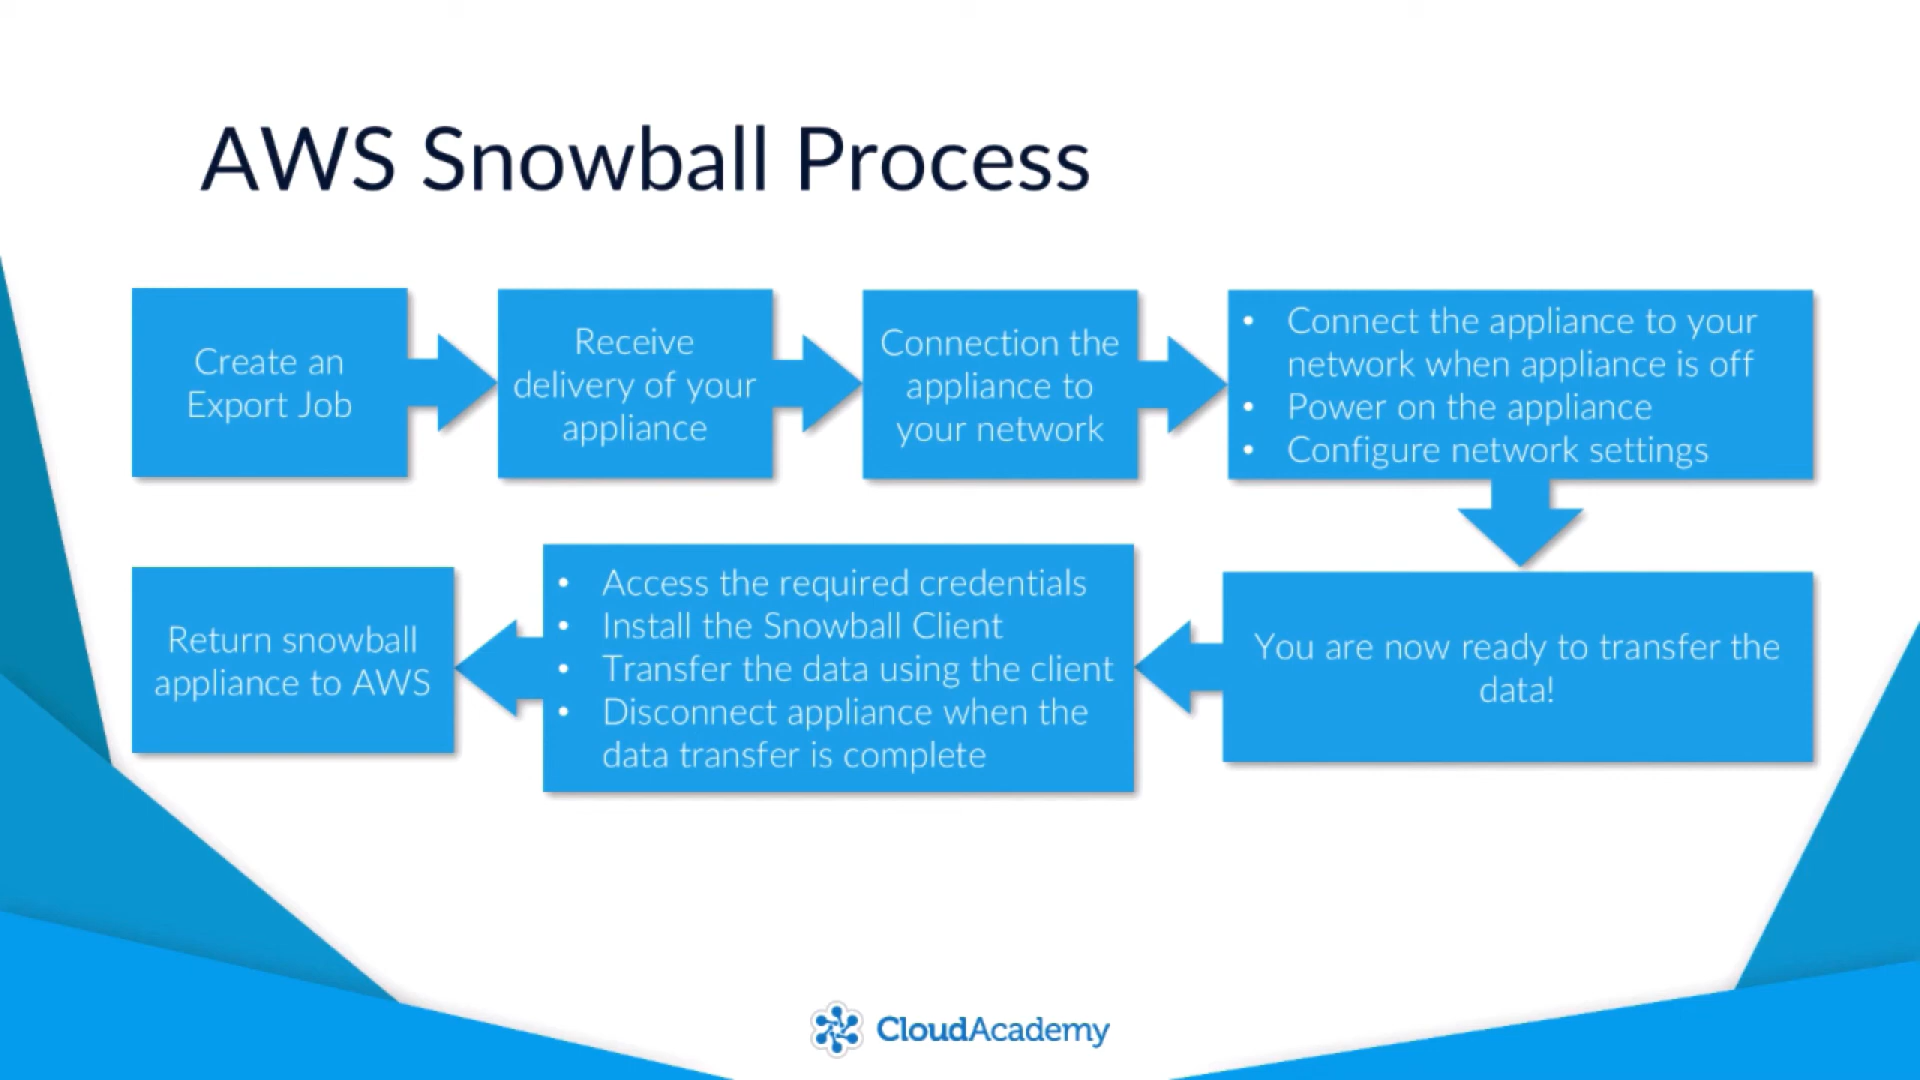 AWS Snowball Process
Create an
Export Job
Receive
delivery of your
appliance
Connection the
appliance to
your network
• Connect the appliance to your
network when appliance is off
• Power on the appliance
• Configure network settings
You are now ready to transfer the
data!
• Access the required credentials
• Install the Snowball Client
• Transfer the data using the client
• Disconnect appliance when the
data transfer is complete
Return snowball
appliance to AWS
CloudAcademy